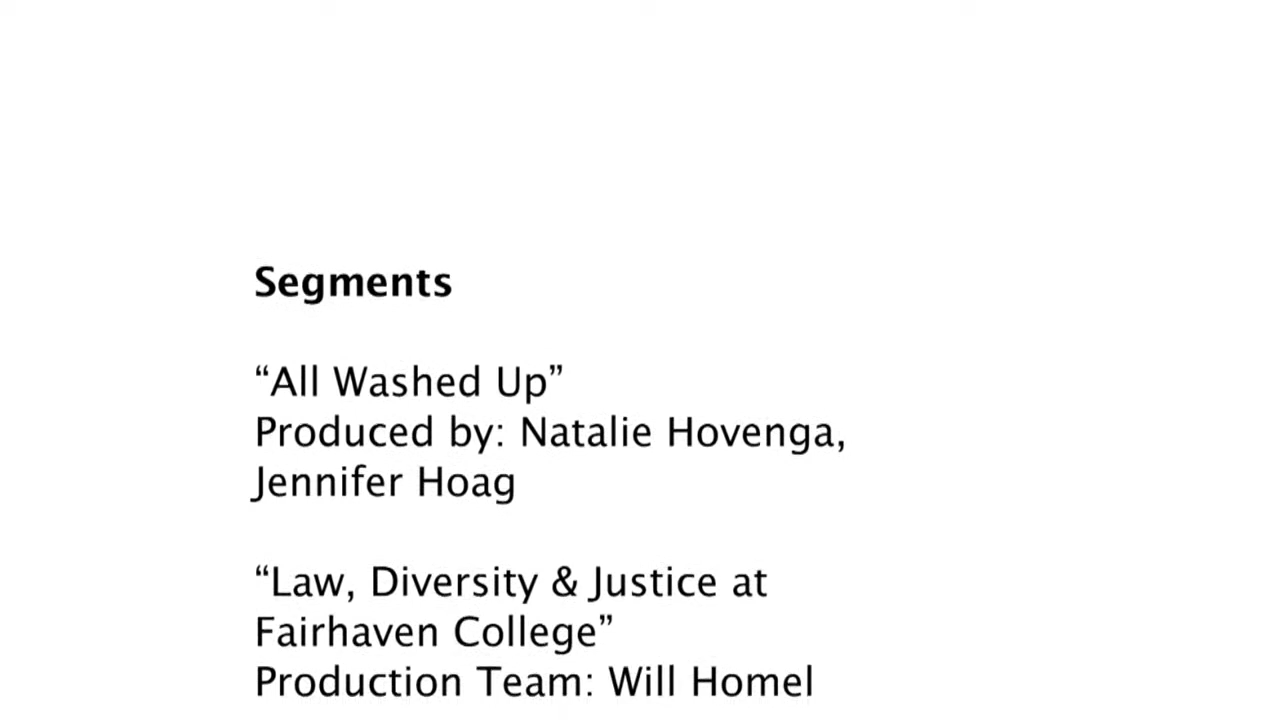 Segments
“All Washed Up”
Produced by: Natalie Hovenga,
Jennifer Hoag
“Law, Diversity & Justice at
Fairhaven College”
Production Team: Will Homel